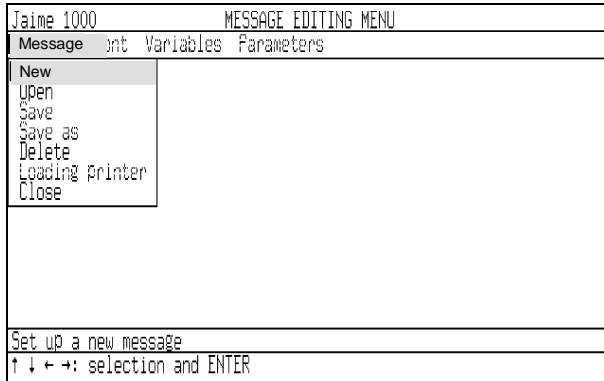 Jaime 1000 MESSAGE EDITING MENU
Message ont Variables Parameters
New
Open
Save
Save as
Delete
Loading printer
Close
Set up a new message
↑ ↓ ← →: selection and ENTER